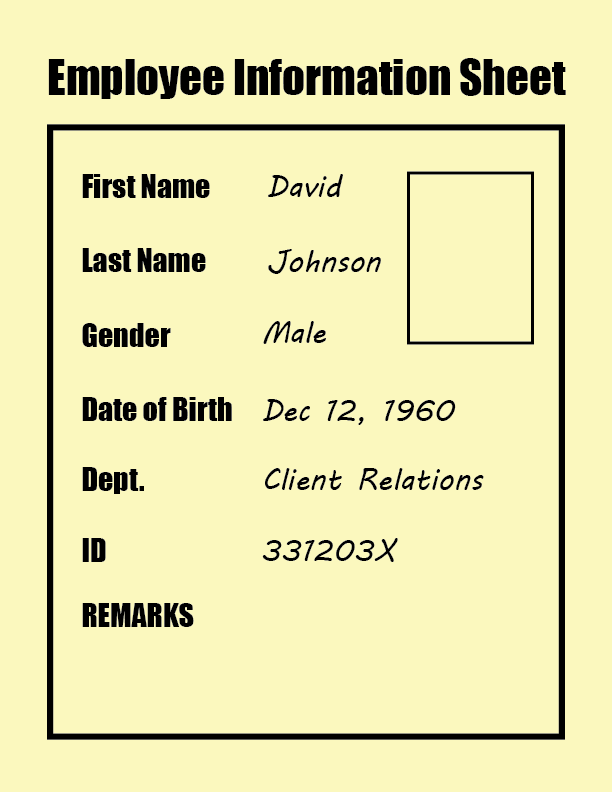 Employee Information Sheet
First Name David
Last Name Johnson
Gender Male
Date of Birth Dec 12, 1960
Dept. Client Relations
ID 331203X
REMARKS